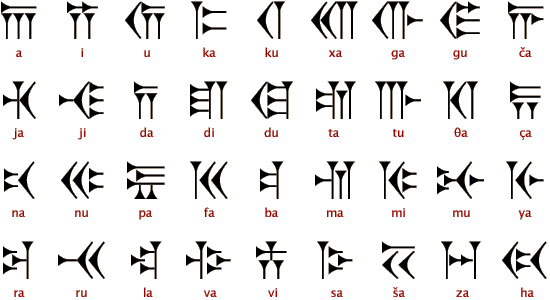 𐎠 𐎡 𐎢 𐎣 𐎤 𐎧 𐎥 𐎦 𐎨
a i u ka ku xa ga gu ča
𐎩 𐎪 𐎭 𐎮 𐎯 𐎫 𐎬 𐎰 𐏂
ja ji da di du ta tu θa ça
𐎴 𐎵 𐎱 𐎳 𐎲 𐎶 𐎷 𐎸 𐎹
na nu pa fa ba ma mi mu ya
𐎼 𐎽 𐎾 𐎺 𐎻 𐎿 𐏁 𐏀 𐏃
ra ru la va vi sa ša za ha